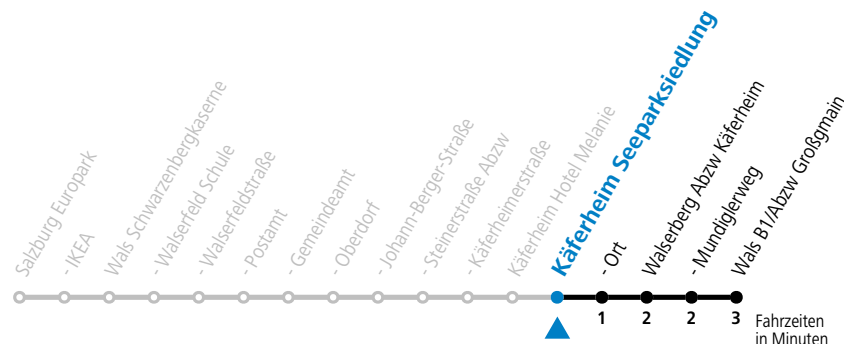 Salzburg Europark
- IKEA
Wals Schwarzenbergkaserne
- Walserfeld Schule
- Walserfeldstraße
- Postamt
- Gemeindeamt
- Oberdorf
- Johann-Berger-Straße
- Steinerstraße Abzw
- Käferheimerstraße
Käferheim Hotel Melanie
Käferheim Seeparksiedlung
- Ort
Walserberg Abzw Käferheim
- Mundiglerweg
Wals B1/Abzw Großgmain
1 2 2 3 Fahrzeiten
in Minuten